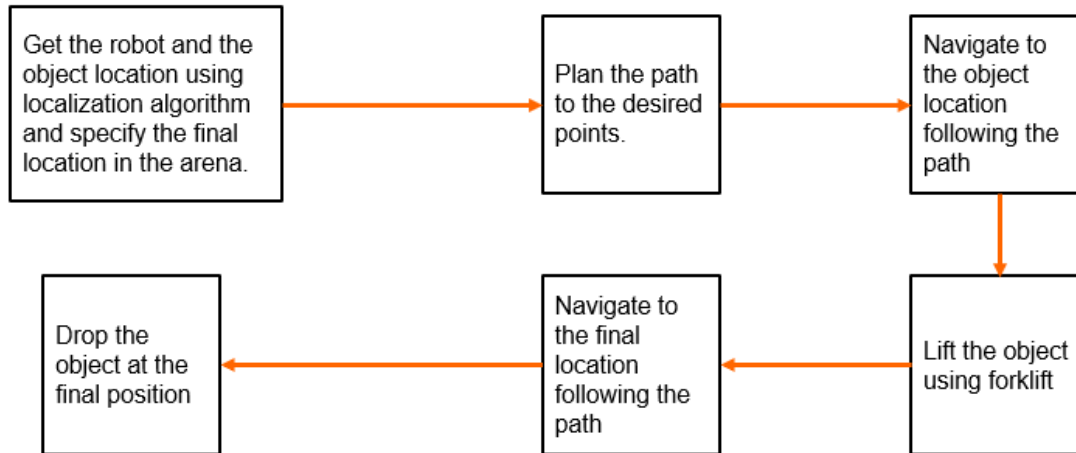 Get the robot and the
object location using
localization algorithm
and specify the final
location in the arena.
Plan the path
to the desired
points.
Navigate to
the object
location
following the
path
Lift the object
using forklift
Navigate to
the final
location
following the
path
Drop the
object at the
final position